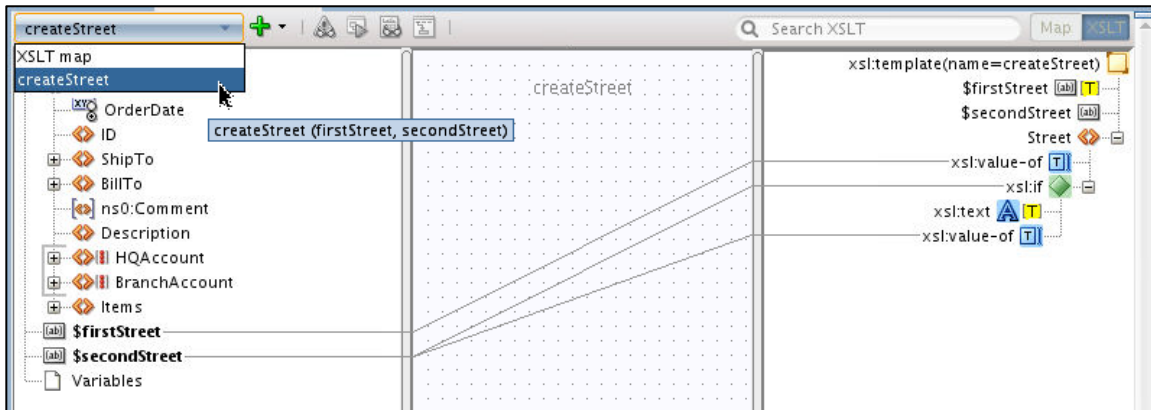 createStreet
Search XSLT
Map
XSLT
XSLT map
createStreet
createStreet (firstStreet, secondStreet)
OrderDate
ID
ShipTo
BillTo
ns0:Comment
Description
HQAccount
BranchAccount
Items
$firstStreet
$secondStreet
Variables
createStreet
xsl:template(name=createStreet)
$firstStreet
$secondStreet
Street
xsl:value-of
xsl:if
xsl:text
xsl:value-of